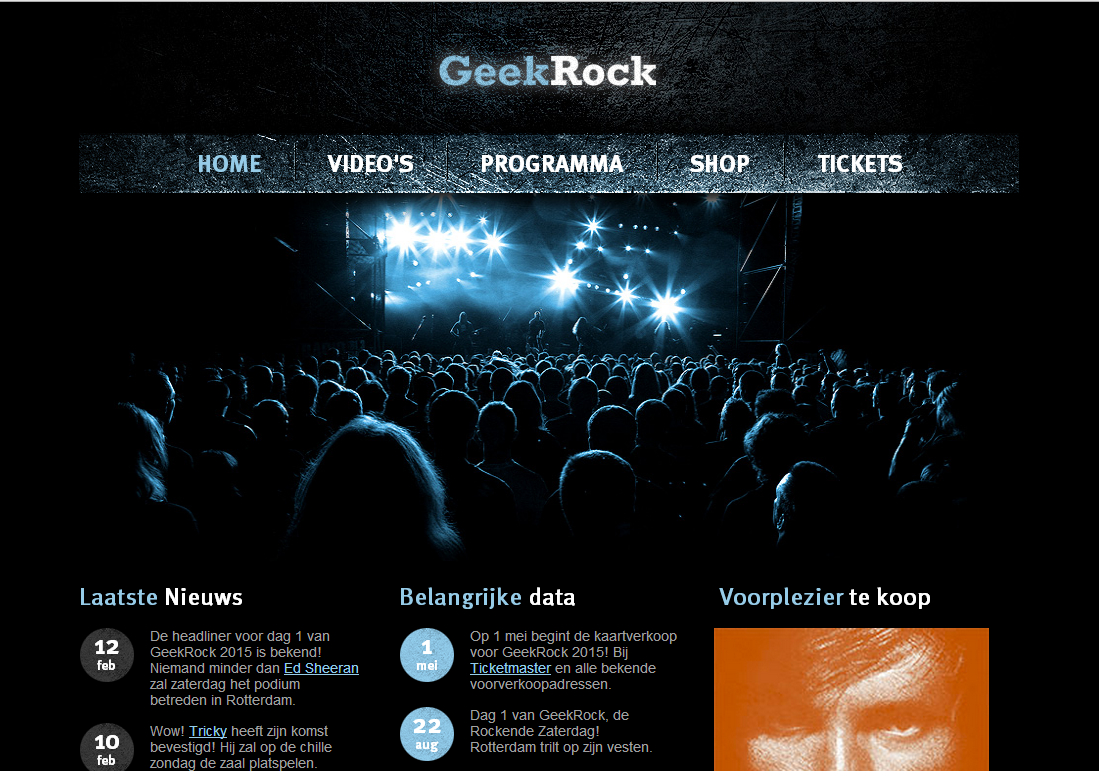 GeekRock
HOME VIDEO'S PROGRAMMA SHOP TICKETS
Laatste Nieuws
12
feb
De headliner voor dag 1 van
GeekRock 2015 is bekend!
Niemand minder dan Ed Sheeran
zal zaterdag het podium
betreden in Rotterdam.
10
feb
Wow! Tricky heeft zijn komst
bevestigd! Hij zal op de chille
zondag de zaal platspelen.
Belangrijke data
1
mei
Op 1 mei begint de kaartverkoop
voor GeekRock 2015! Bij
Ticketmaster en alle bekende
voorverkoopadressen.
22
aug
Dag 1 van GeekRock, de
Rockende Zaterdag!
Rotterdam trilt op zijn vesten.
Voorplezier te koop